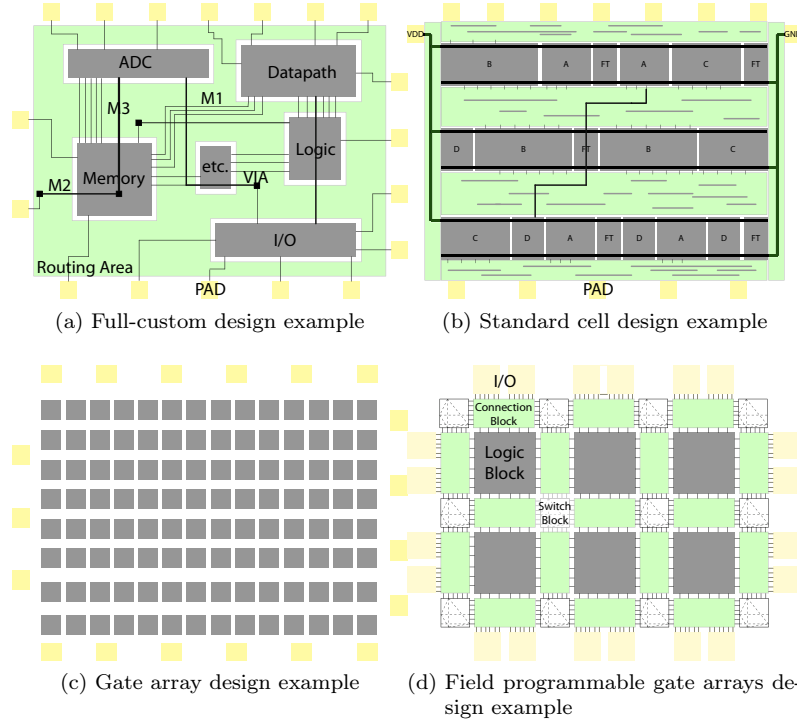 ADC
Datapath
M1
M3
Logic
Memory
etc.
M2
VIA
I/O
Routing Area
PAD
(a) Full-custom design example
VDD
GND
B A FT A C FT
D B FT B C
C D A FT D A D FT
PAD
(b) Standard cell design example
(c) Gate array design example
I/O
Connection
Block
Logic
Block
Switch
Block
(d) Field programmable gate arrays de-
sign example